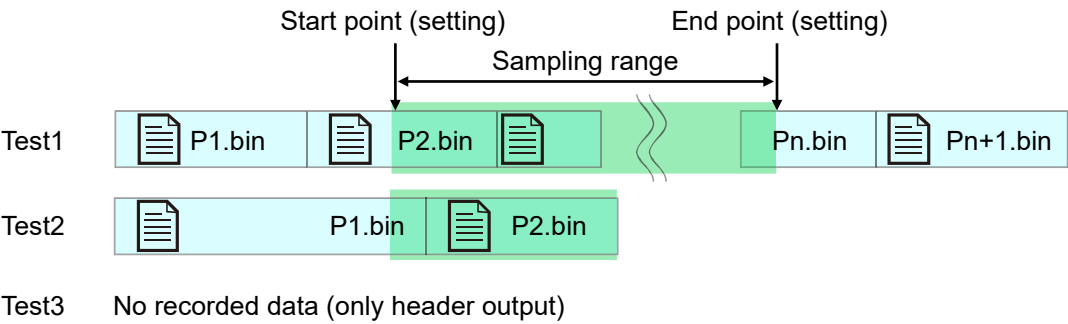 Start point (setting) End point (setting)
Sampling range
Test1 P1.bin P2.bin Pn.bin Pn+1.bin
Test2 P1.bin P2.bin
Test3 No recorded data (only header output)